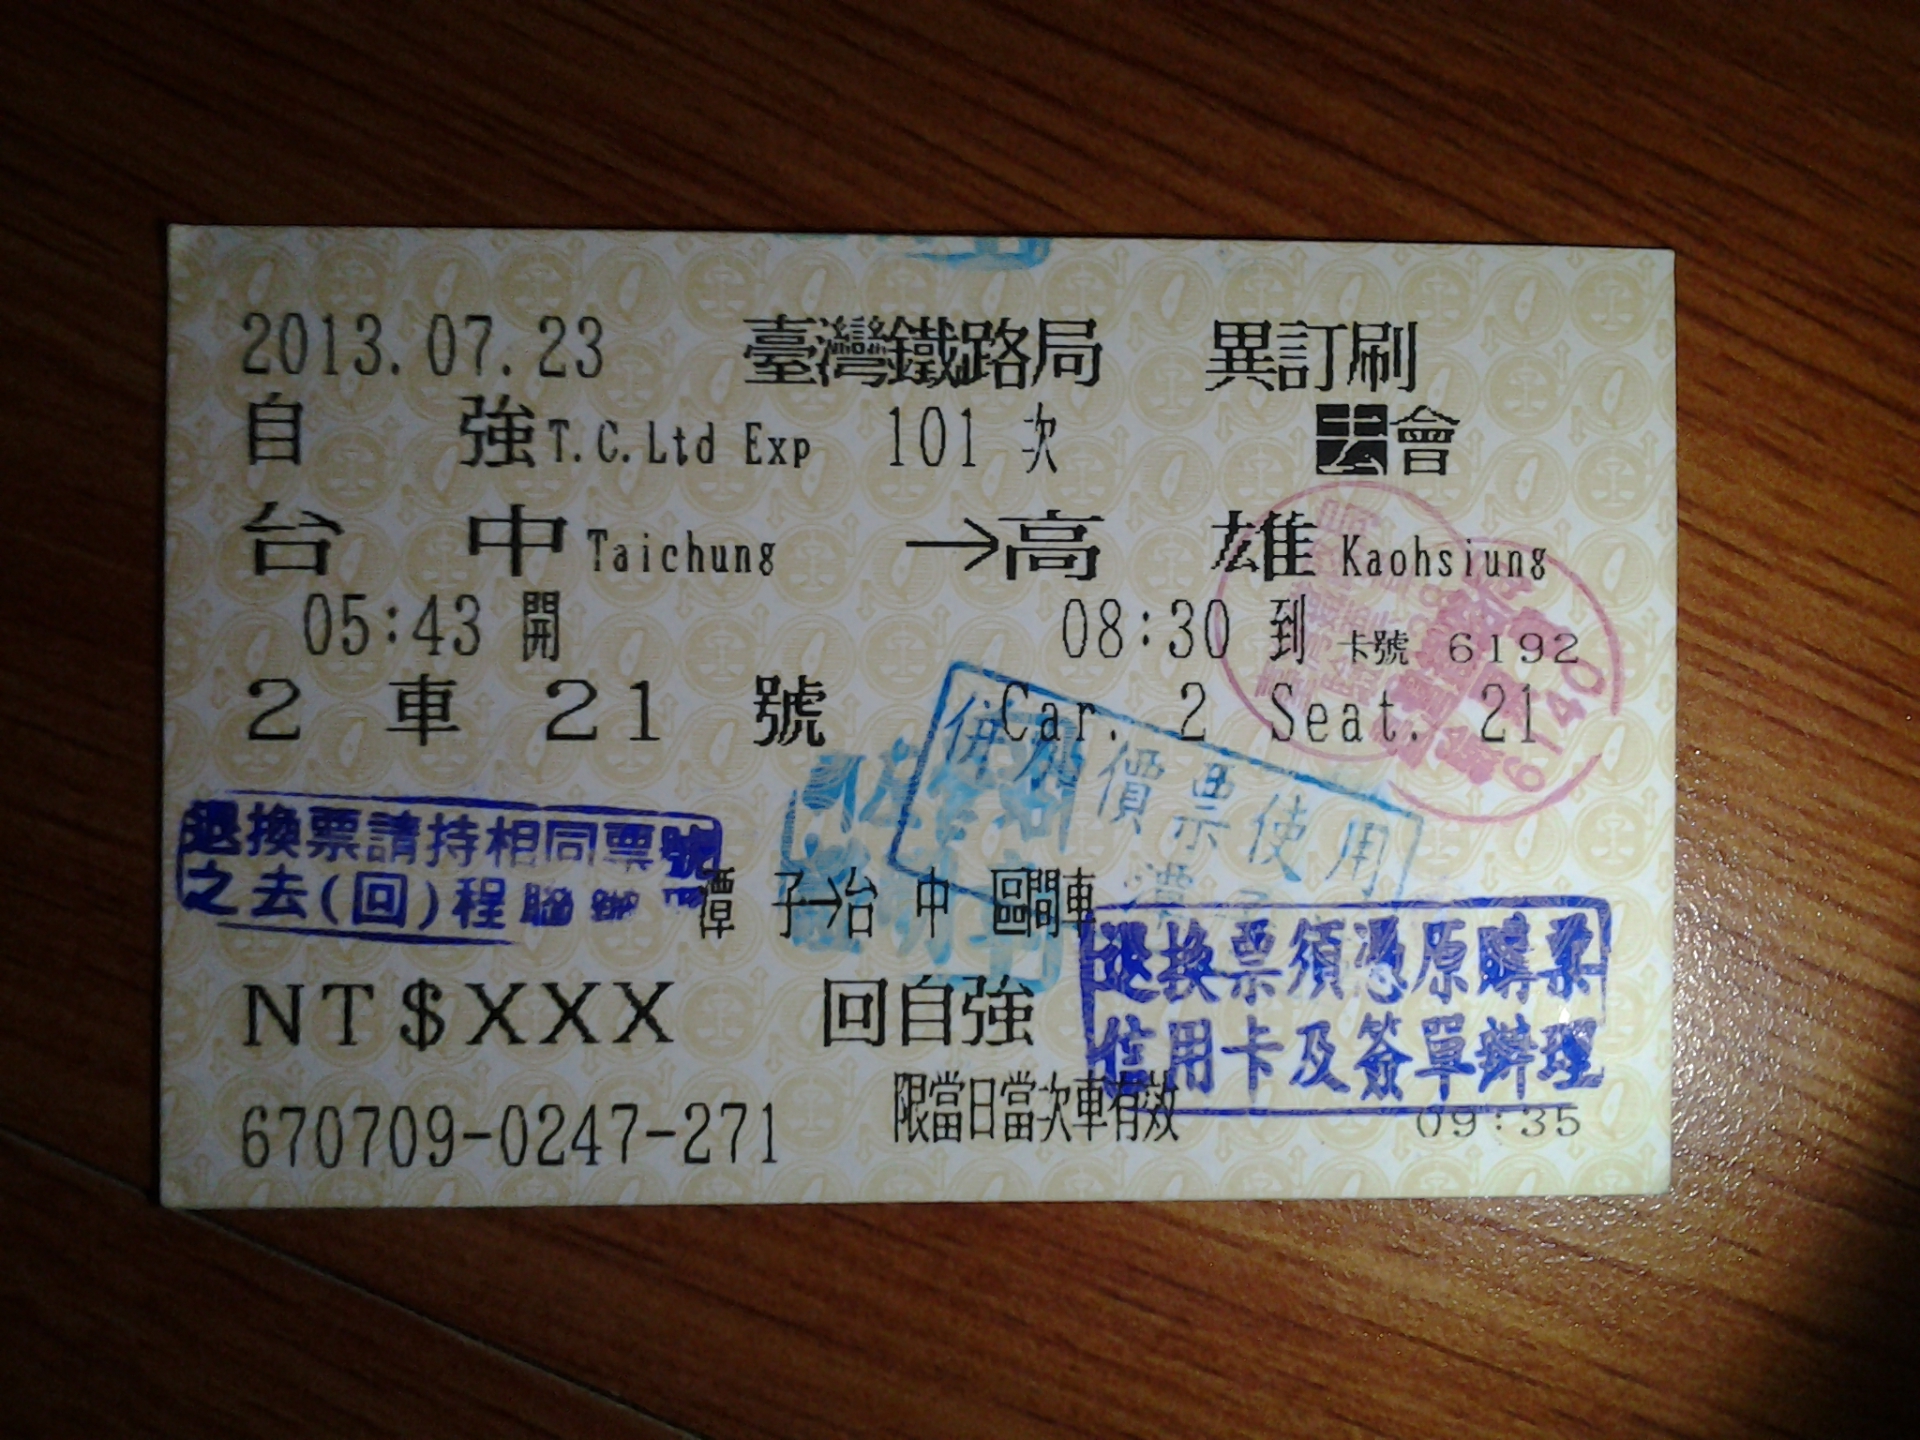 2013.07.23 臺灣鐵路局 異訂刷
自 強 T.C.Ltd Exp 101 次 會
台 中 Taichung →高 雄 Kaohsiung
05:43 開 08:30 到 卡號 6192
2 車 21 號 Car. 2 Seat. 21
6/40
價票使用
退換票請持相同票號
之去(回)程聯
潭 子→台 中 區間車
退換票須憑原購票
信用卡及簽單辦理
NT$XXX 回自強
限當日當次車有效
670709-0247-271 09:35